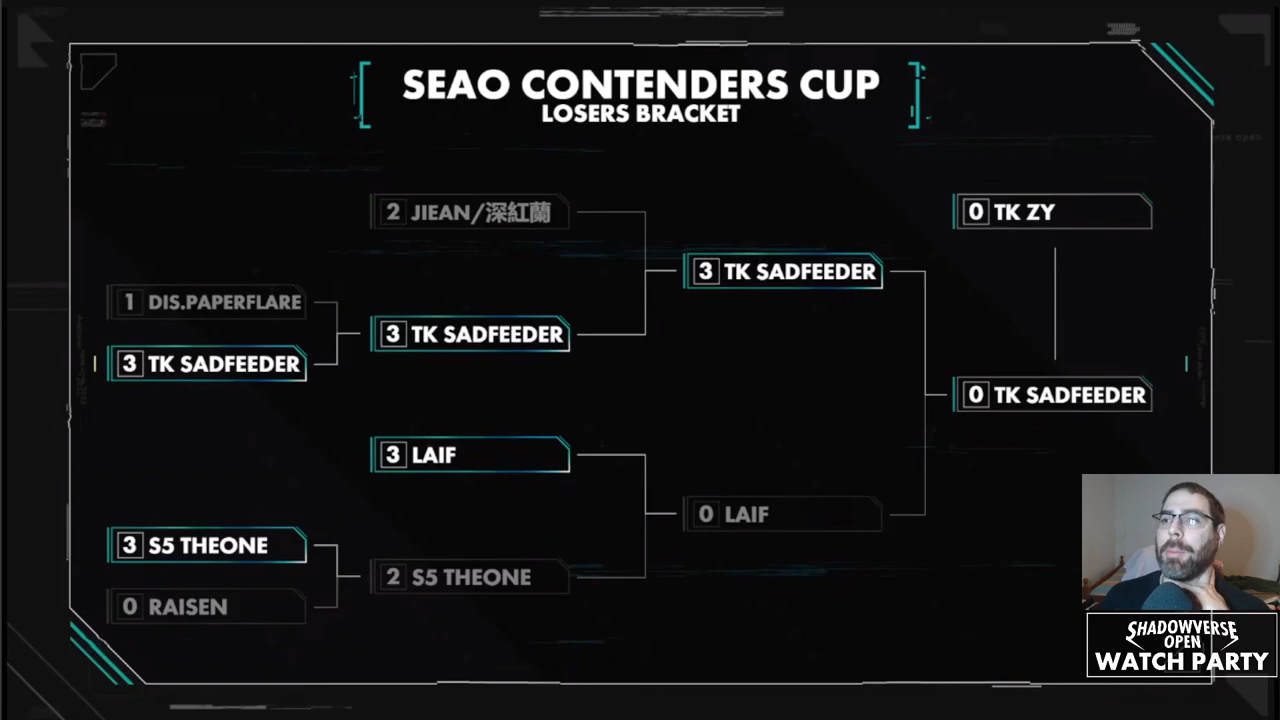 SEAO CONTENDERS CUP
LOSERS BRACKET
2 JIEAN/深紅蘭
0 TK ZY
3 TK SADFEEDER
1 DIS.PAPERFLARE
3 TK SADFEEDER
3 TK SADFEEDER
0 TK SADFEEDER
3 LAIF
0 LAIF
3 S5 THEONE
2 S5 THEONE
0 RAISEN
SHADOWVERSE
OPEN
WATCH PARTY